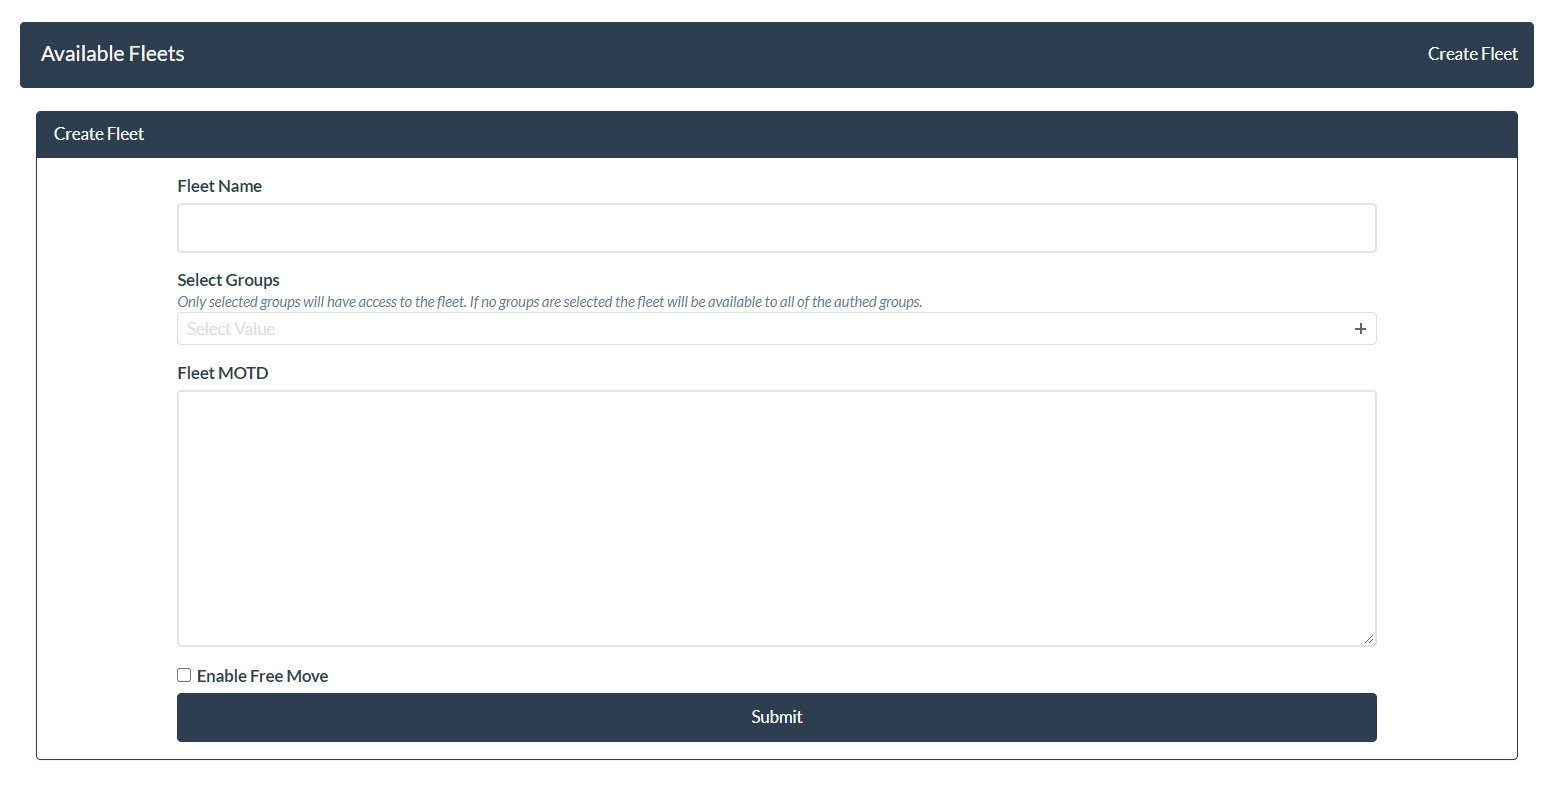 Available Fleets
Create Fleet
Create Fleet
Fleet Name
Select Groups
Only selected groups will have access to the fleet. If no groups are selected the fleet will be available to all of the authed groups.
Select Value
Fleet MOTD
Enable Free Move
Submit